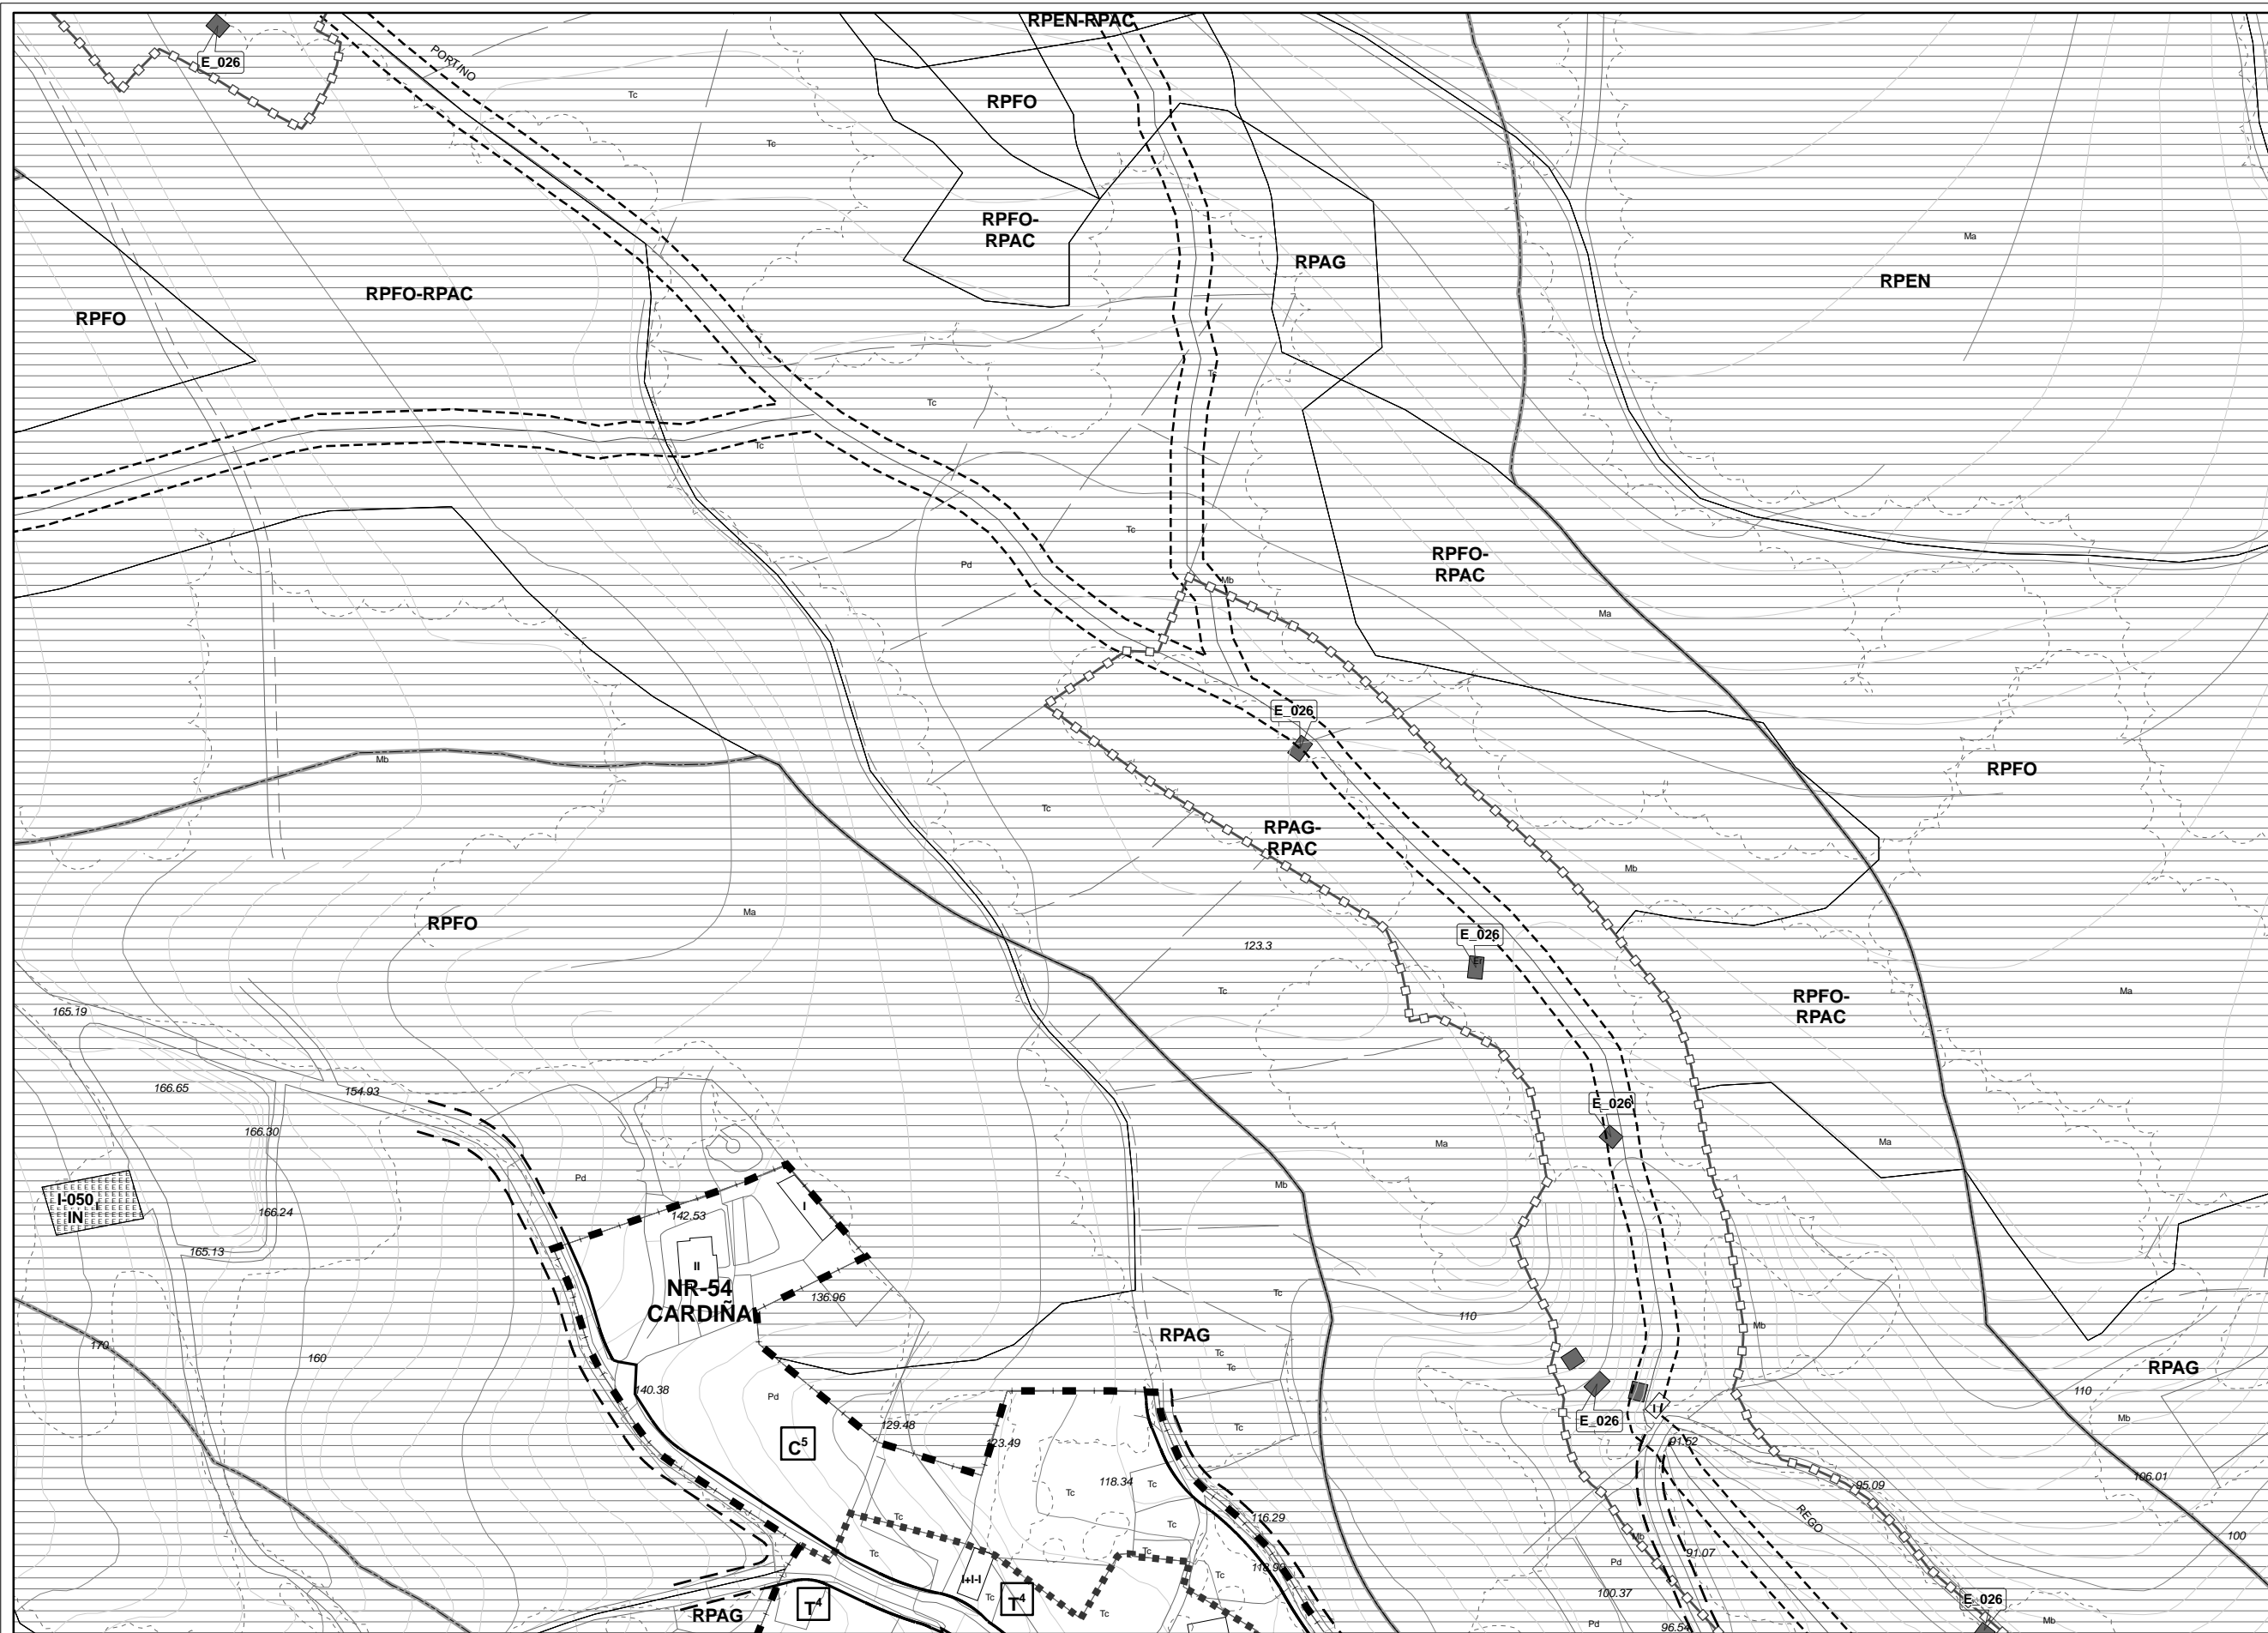 RPEN-RPAC
E_026
PORTINO
Tc
RPFO
Tc
RPFO-
RPAC
Ma
RPAG
RPEN
RPFO-RPAC
RPFO
Tc
Tc
Tc
Tc
RPFO-
RPAC
Pd
Mb
Ma
E_026
Mb
RPFO
Tc
RPAG-
RPAC
Mb
Ma
RPFO
E_026
123.3
Tc
Ma
RPFO-
RPAC
165.19
166.65
154.93
E_026
166.30
Ma
Ma
Pd
Mb
I-050
IN
166.24
142.53
I
165.13
II
NR-54
CARDIÑA
136.96
Tc
110
Mb
170
160
RPAG
Tc
Tc
RPAG
140.38
Pd
110
Mb
129.48
Tc
E_026
I
C5
123.49
91.52
118.34
Tc
Tc
106.01
95.09
Tc
Tc
116.29
REGO
Mb
100
Tc
Tc
91.07
Pd
I+I-I
Tc
100.37
T4
Tc
T4
E_026
RPAG
Tc
Pd
96.54
Mb